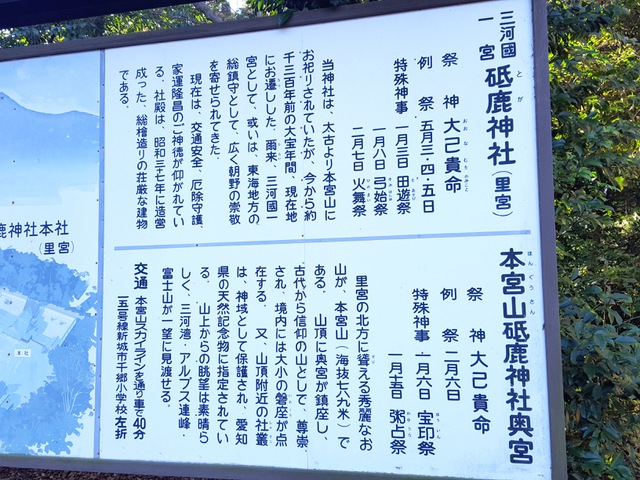 三河國
一宮 砥鹿神社（里宮）
とが
祭神 大己貴命
おおなむちのみこと
例祭 五月三・四・五日
特殊神事 一月三日 田遊祭
一月八日 弓始祭
二月七日 火舞祭
当神社は、太古より本宮山に
お祀りされていたが、今から約
千三百年前の大宝年間、現在地
にお遷しした、爾来、三河國一
宮として、或いは、東海地方の
総鎮守として、広く朝野の崇敬
を寄せられてきた。
現在は、交通安全、厄除守護、
家運隆昌のご神徳が仰がれてい
る。社殿は、昭和三十七年に造営
成った、総檜造りの荘厳な建物
である。
本宮山砥鹿神社奥宮
ほんぐうさん
祭神 大己貴命
例祭 二月六日
特殊神事 一月六日 宝印祭
一月十五日 粥占祭
里宮の北方に聳える秀麗なお
山が、本宮山（海抜七八九米）で
ある。山頂に奥宮が鎮座し、
古代から信仰の山として、尊崇
され、境内には大小の磐座が点
在する。又、山頂附近の社叢
は、神域として保護され、愛知
県の天然記念物に指定されてい
る。山上からの眺望は素晴ら
しく、三河湾・アルプス連峰・
富士山が一望に見渡せる。
交通 本宮山スカイラインを通り車で40分
一五一号線新城市千郷小学校左折
鹿神社本社
（里宮）